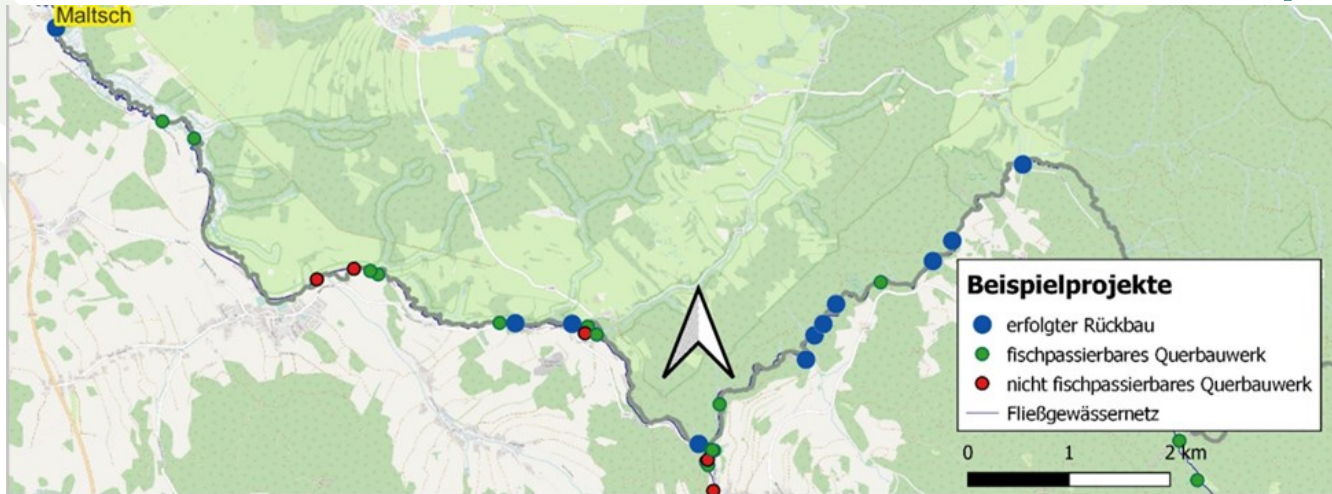 Maltsch
Beispielprojekte
erfolgter Rückbau
fischpassierbares Querbauwerk
nicht fischpassierbares Querbauwerk
Fließgewässernetz
0 1 2 km